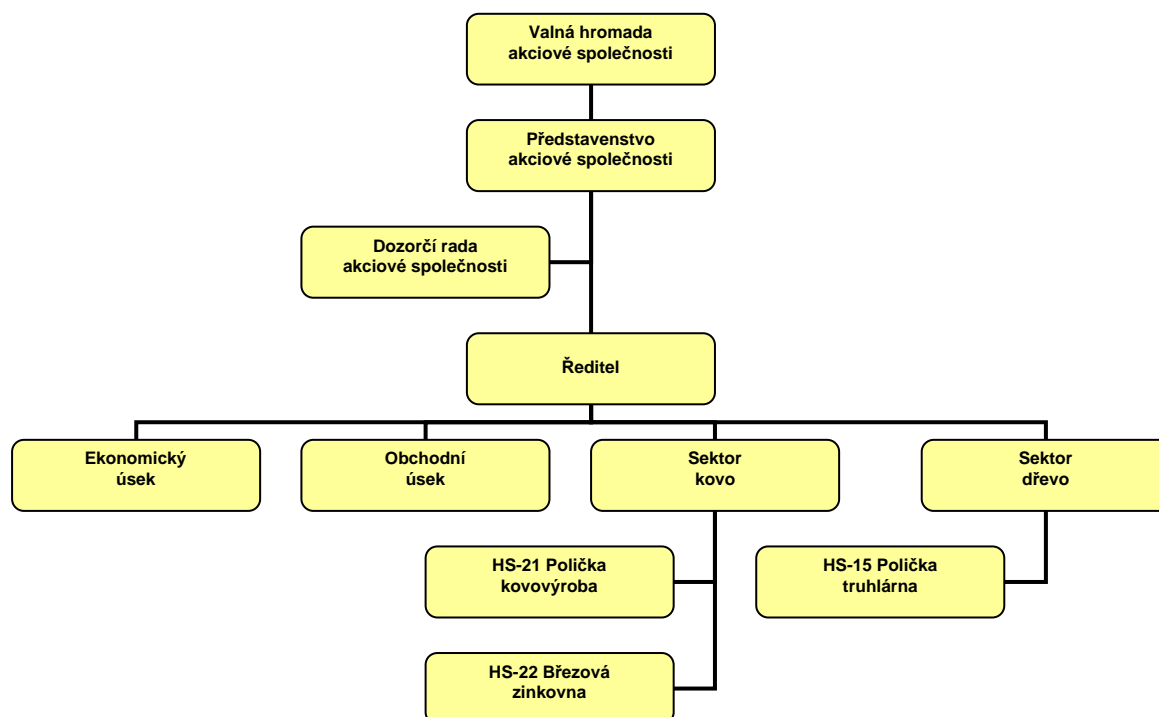 Valná hromada
akciové společnosti
Představenstvo
akciové společnosti
Dozorčí rada
akciové společnosti
Ředitel
Ekonomický
úsek
Obchodní
úsek
Sektor
kovo
Sektor
dřevo
HS-21 Polička
kovovýroba
HS-15 Polička
truhlárna
HS-22 Březová
zinkovna